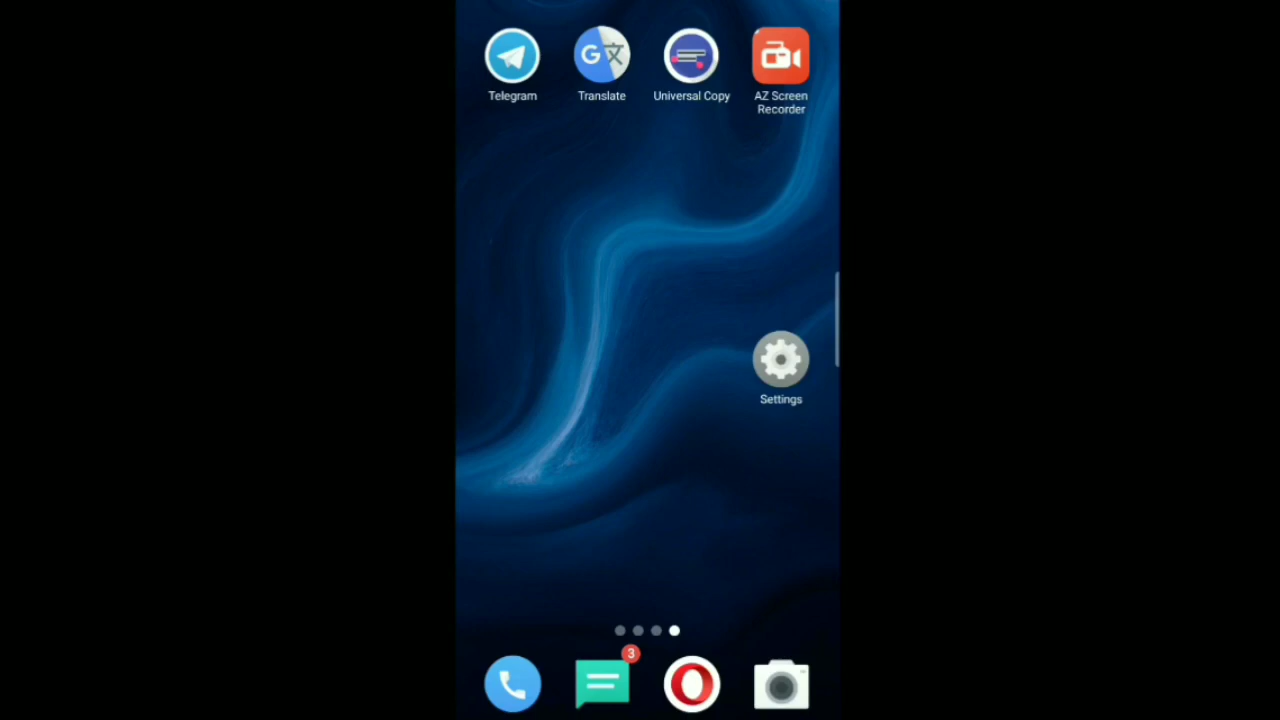 Telegram
Translate
Universal Copy
AZ Screen
Recorder
Settings
3